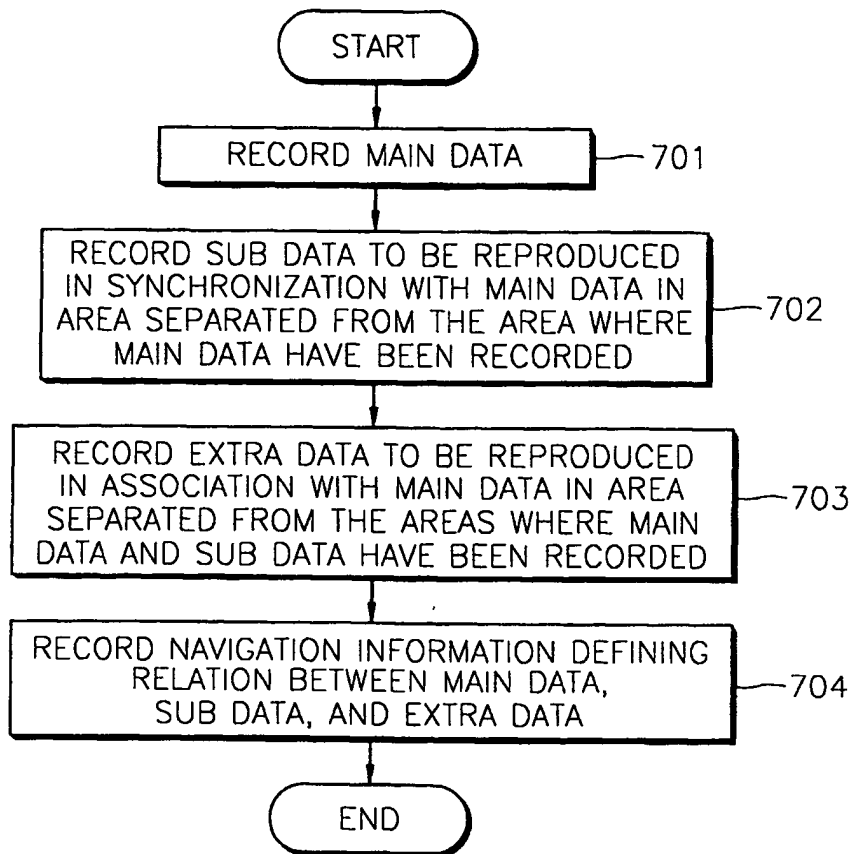 START
RECORD MAIN DATA
701
RECORD SUB DATA TO BE REPRODUCED
IN SYNCHRONIZATION WITH MAIN DATA IN
AREA SEPARATED FROM THE AREA WHERE
MAIN DATA HAVE BEEN RECORDED
702
RECORD EXTRA DATA TO BE REPRODUCED
IN ASSOCIATION WITH MAIN DATA IN AREA
SEPARATED FROM THE AREAS WHERE MAIN
DATA AND SUB DATA HAVE BEEN RECORDED
703
RECORD NAVIGATION INFORMATION DEFINING
RELATION BETWEEN MAIN DATA,
SUB DATA, AND EXTRA DATA
704
END